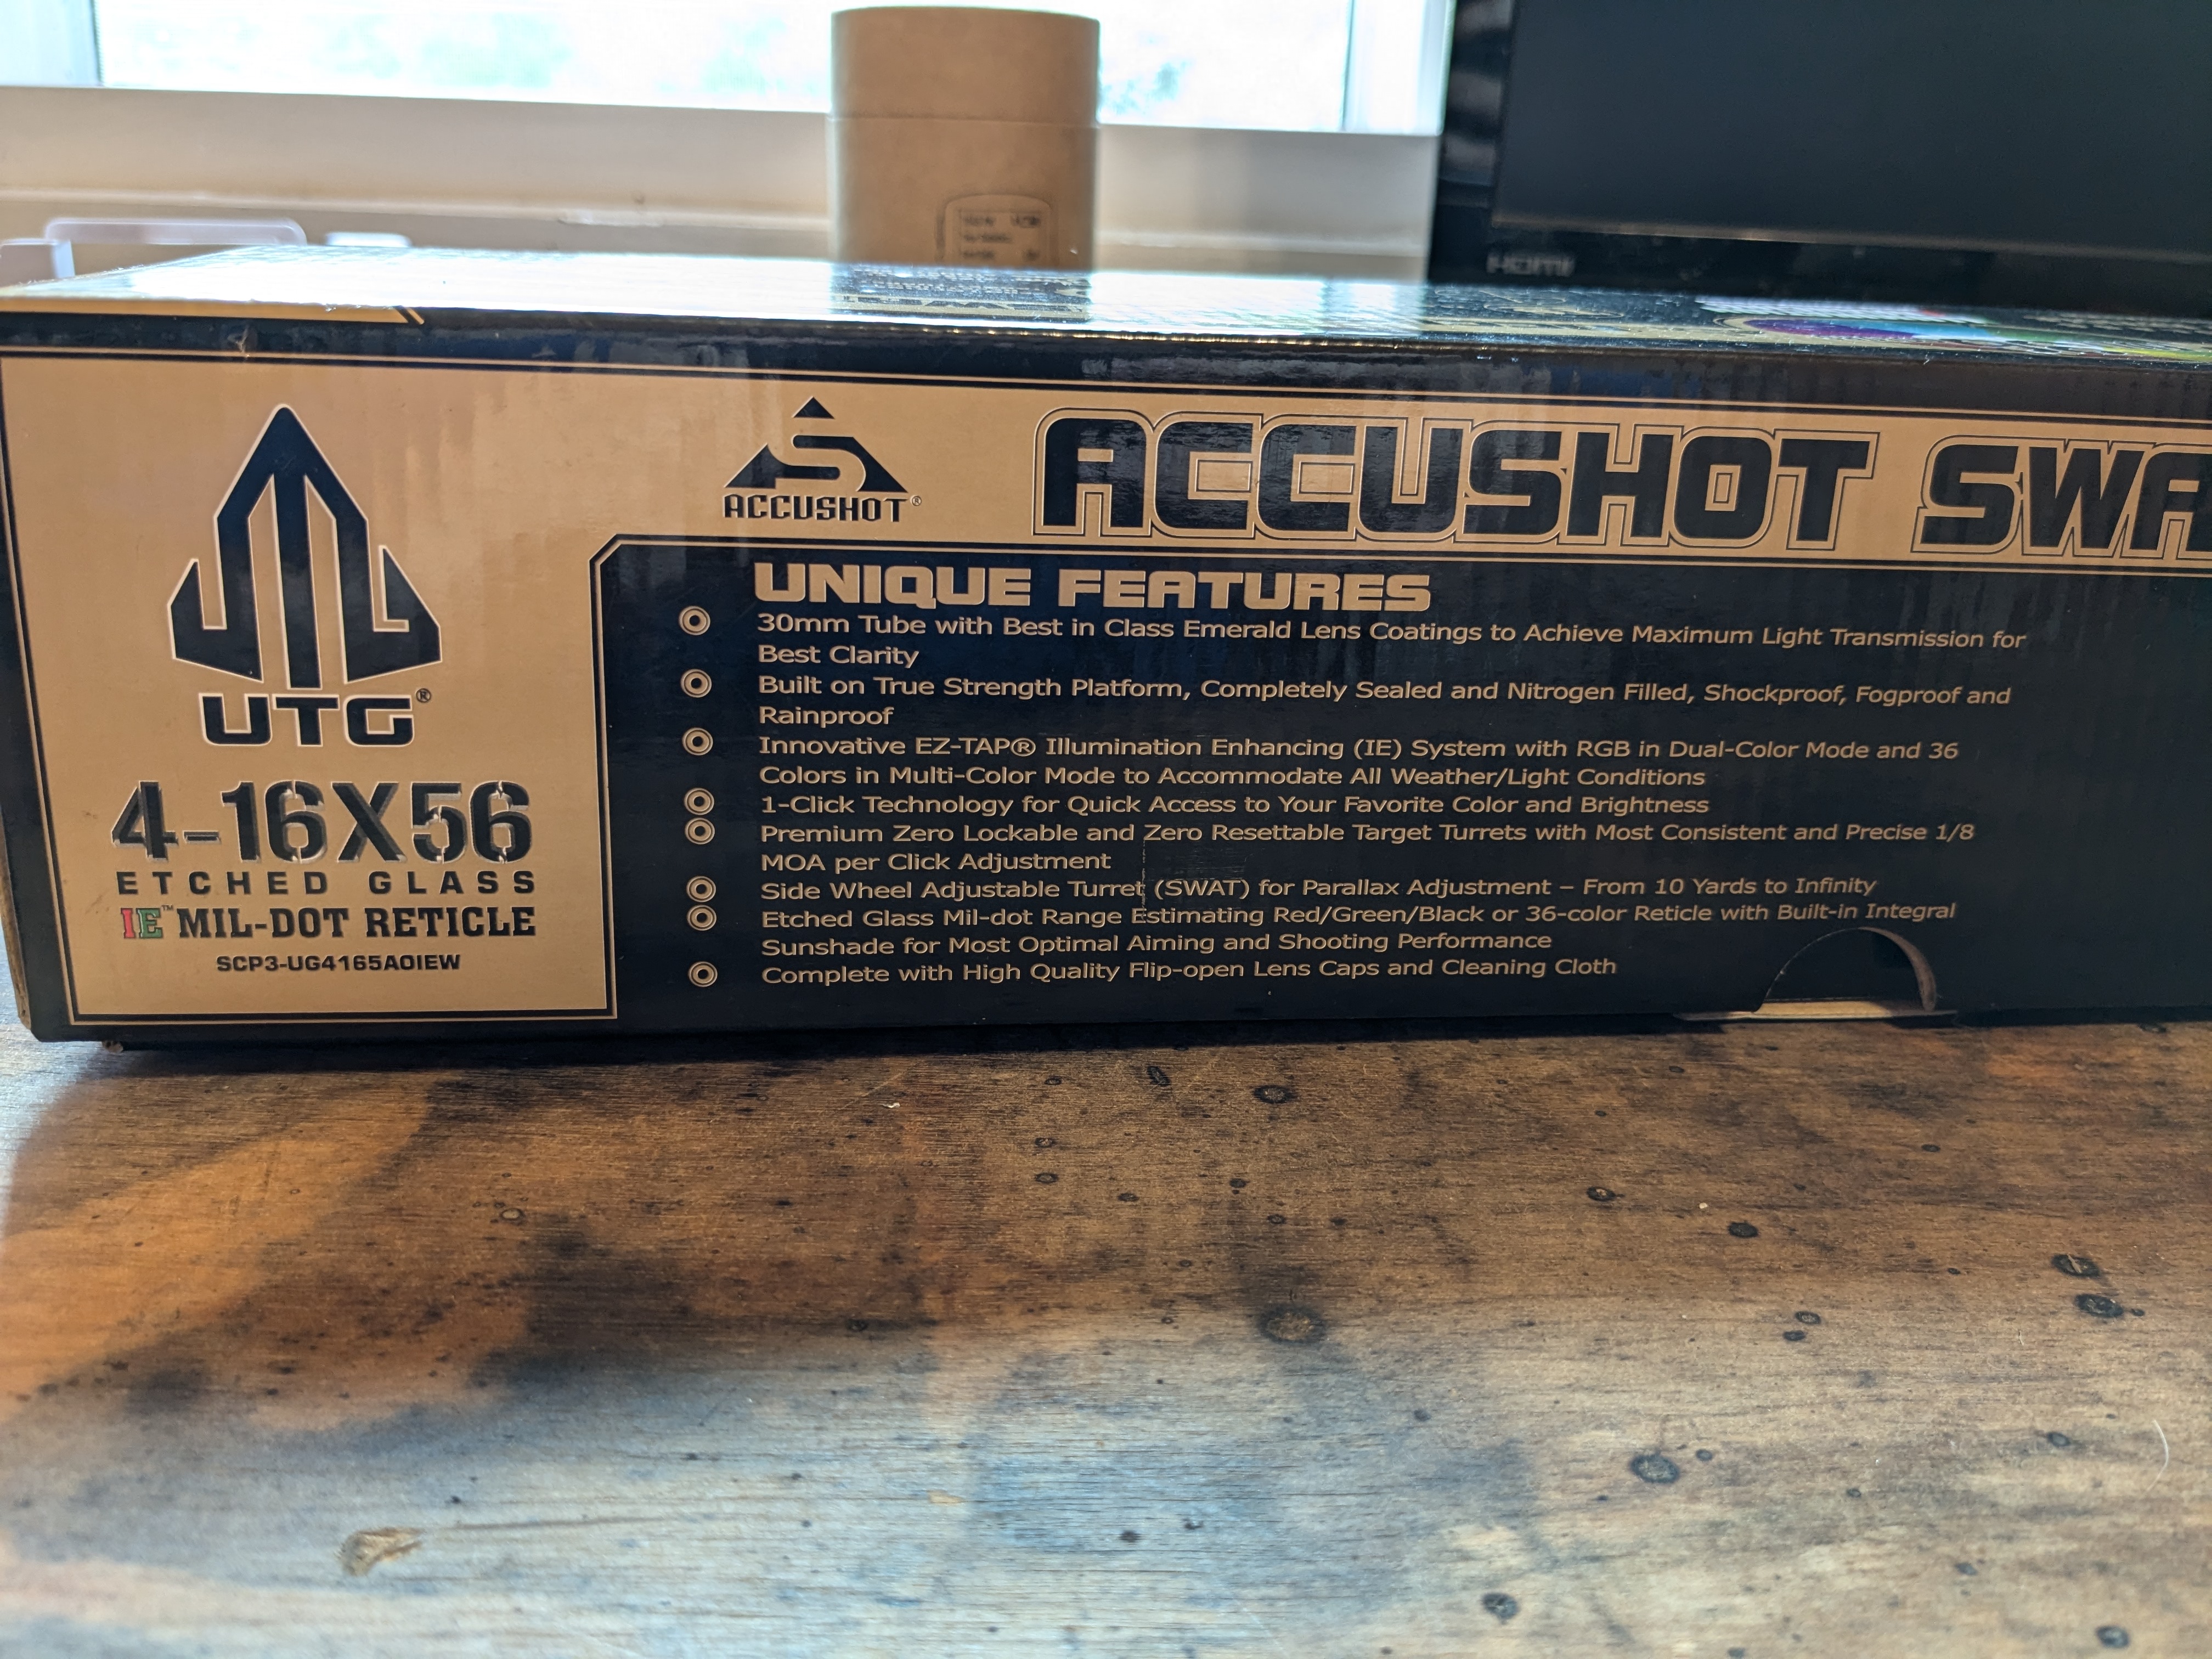 HDMI
UTG®
4-16X56
ETCHED GLASS
IE™ MIL-DOT RETICLE
SCP3-UG4165AOIEW
ACCUSHOT®
ACCUSHOT SWA
UNIQUE FEATURES
30mm Tube with Best in Class Emerald Lens Coatings to Achieve Maximum Light Transmission for
Best Clarity
Built on True Strength Platform, Completely Sealed and Nitrogen Filled, Shockproof, Fogproof and
Rainproof
Innovative EZ-TAP® Illumination Enhancing (IE) System with RGB in Dual-Color Mode and 36
Colors in Multi-Color Mode to Accommodate All Weather/Light Conditions
1-Click Technology for Quick Access to Your Favorite Color and Brightness
Premium Zero Lockable and Zero Resettable Target Turrets with Most Consistent and Precise 1/8
MOA per Click Adjustment
Side Wheel Adjustable Turret (SWAT) for Parallax Adjustment – From 10 Yards to Infinity
Etched Glass Mil-dot Range Estimating Red/Green/Black or 36-color Reticle with Built-in Integral
Sunshade for Most Optimal Aiming and Shooting Performance
Complete with High Quality Flip-open Lens Caps and Cleaning Cloth